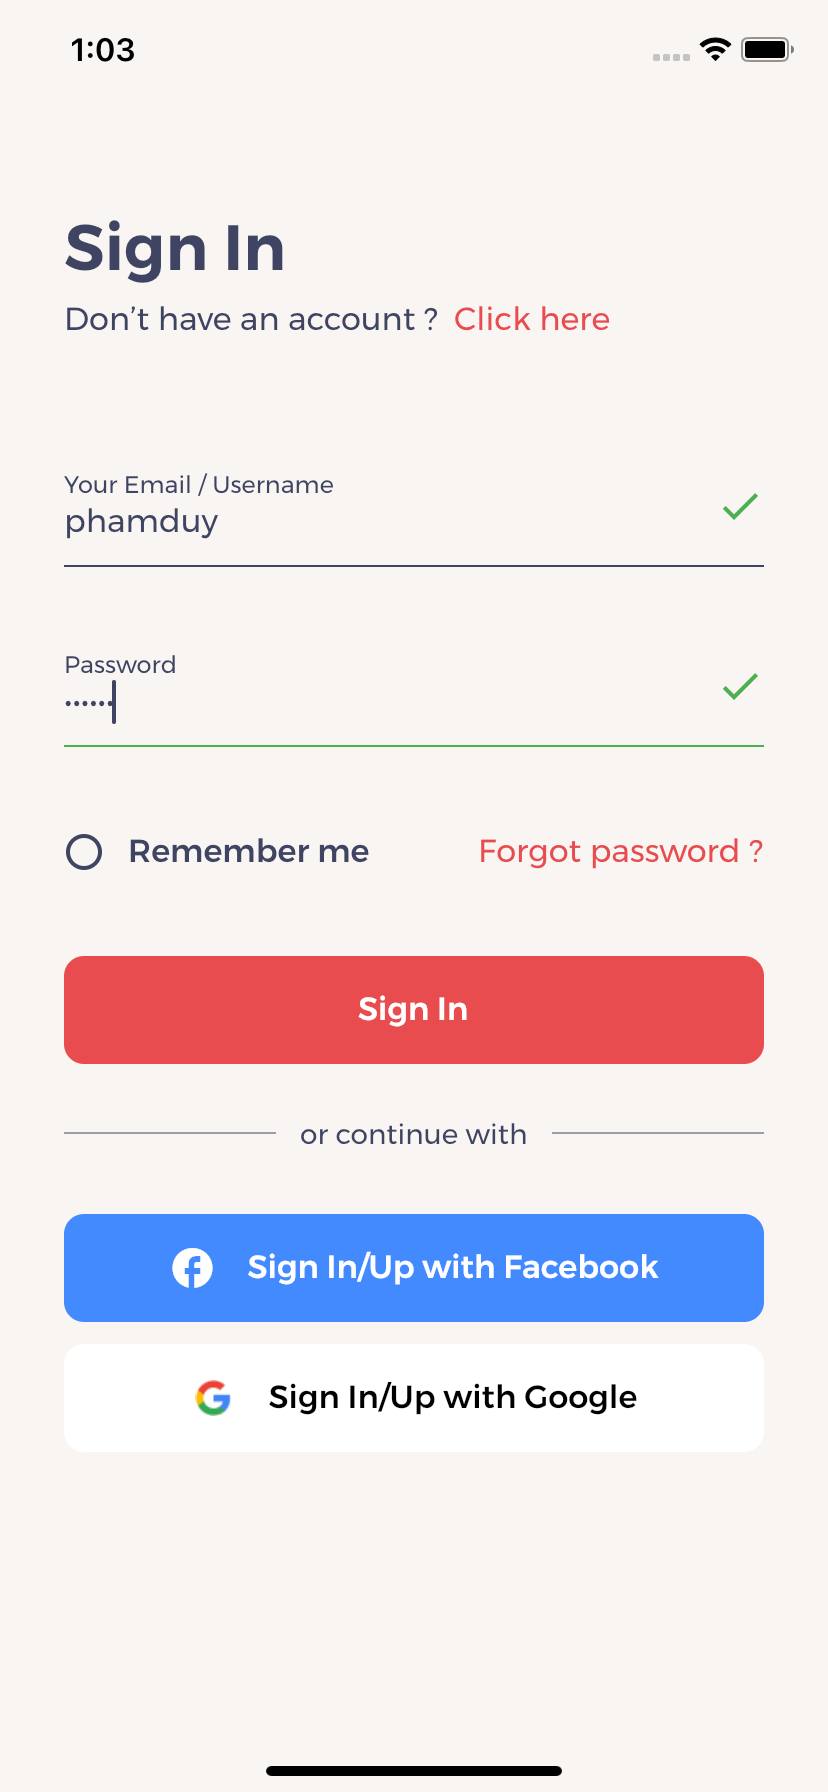 1:03
Sign In
Don’t have an account ? Click here
Your Email / Username
phamduy
Password
••••••
Remember me
Forgot password ?
Sign In
or continue with
Sign In/Up with Facebook
Sign In/Up with Google